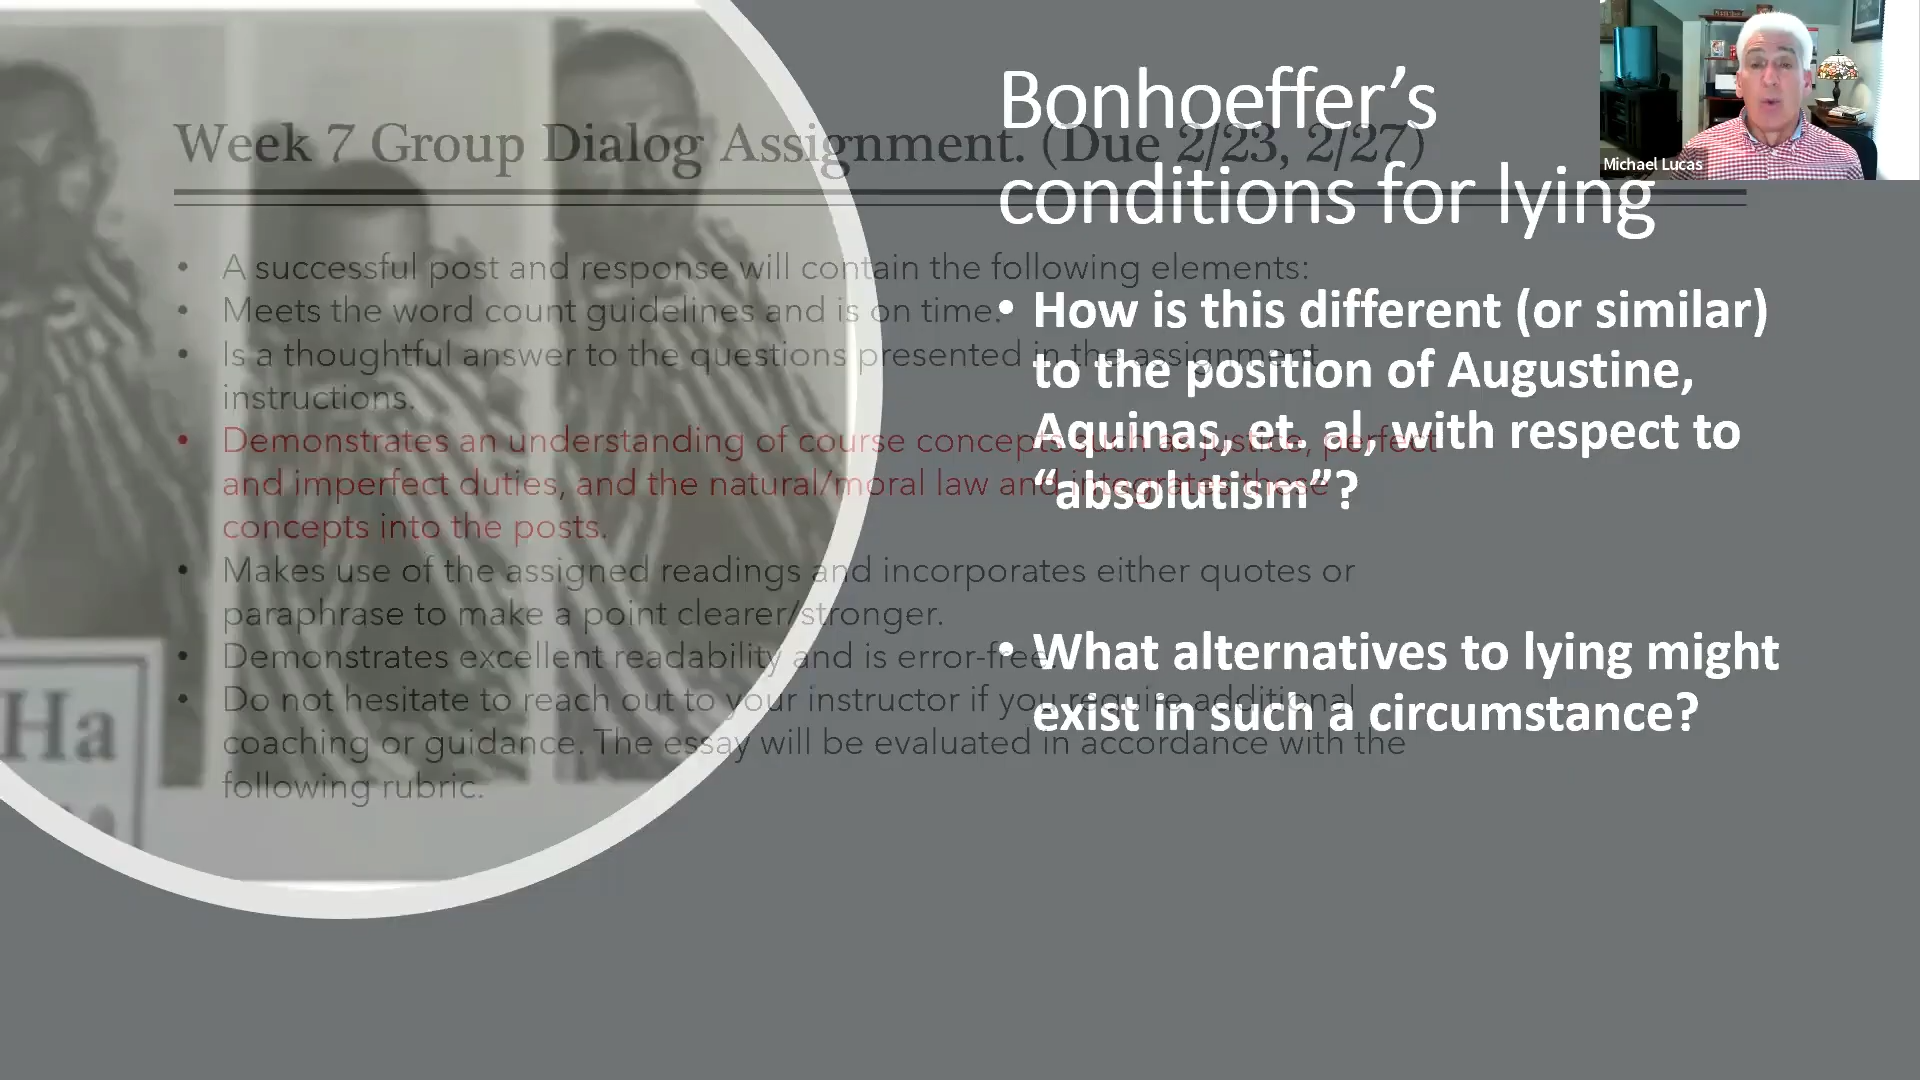 Bonhoeffer’s
conditions for lying
• How is this different (or similar)
to the position of Augustine,
Aquinas, et. al, with respect to
“absolutism”?
• What alternatives to lying might
exist in such a circumstance?
Week 7 Group Dialog Assignment. (Due 2/23, 2/27)
• A successful post and response will contain the following elements:
• Meets the word count guidelines and is on time.
• Is a thoughtful answer to the questions presented in the assignment
instructions.
• Demonstrates an understanding of course concepts such as justice, perfect
and imperfect duties, and the natural/moral law and integrates these
concepts into the posts.
• Makes use of the assigned readings and incorporates either quotes or
paraphrase to make a point clearer/stronger.
• Demonstrates excellent readability and is error-free.
• Do not hesitate to reach out to your instructor if you require additional
coaching or guidance. The essay will be evaluated in accordance with the
following rubric.
Ha
Michael Lucas